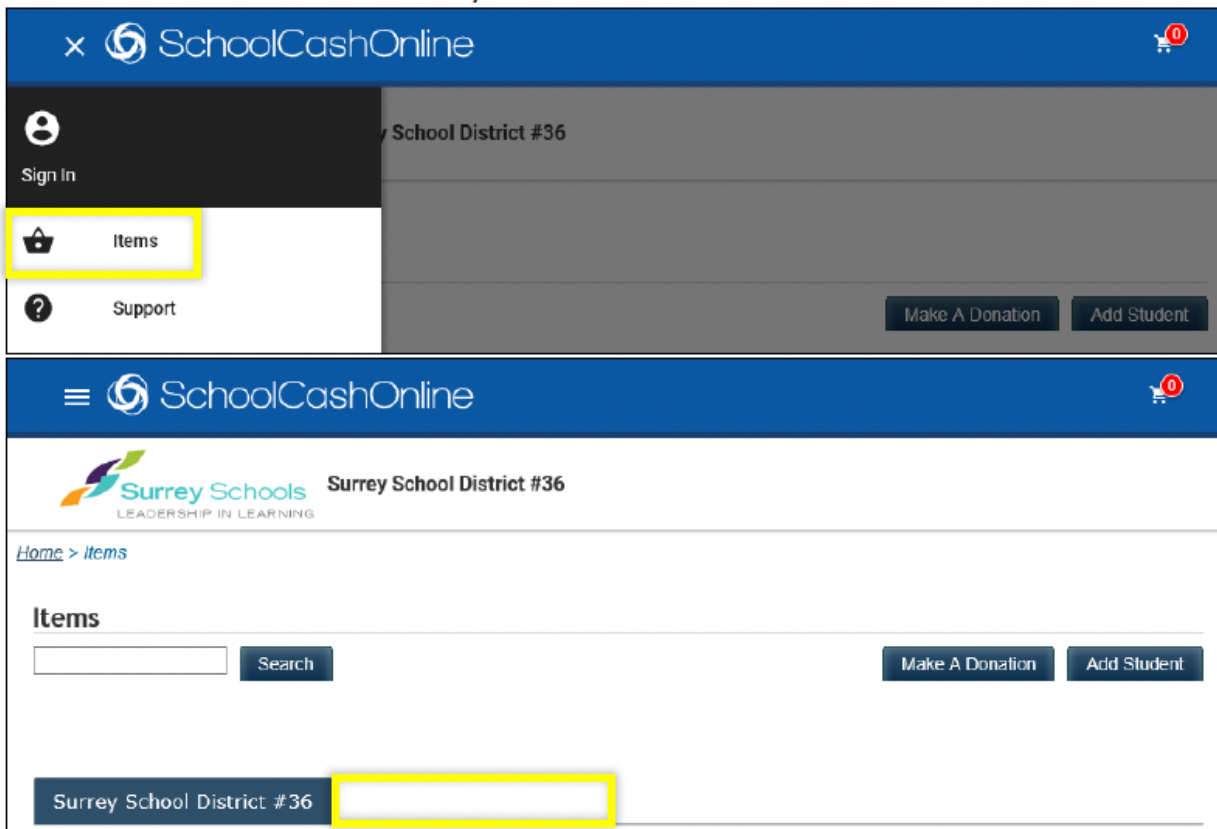 SchoolCashOnline
0
y School District #36
Sign In
Items
Support
Make A Donation
Add Student
SchoolCashOnline
0
Surrey Schools
LEADERSHIP IN LEARNING
Surrey School District #36
Home > Items
Items
Search
Make A Donation
Add Student
Surrey School District #36